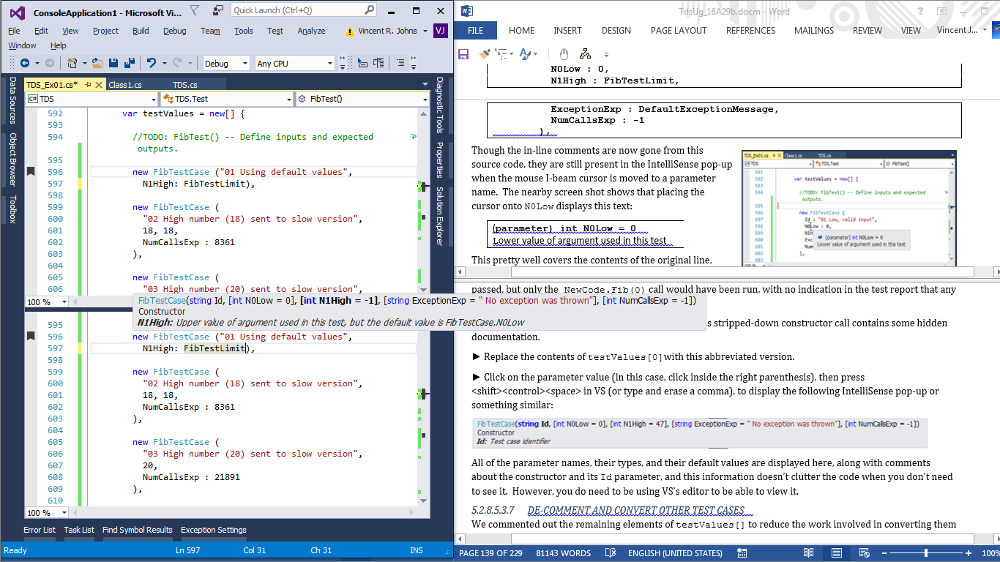 ConsoleApplication1 - Microsoft Vi...
Quick Launch (Ctrl+Q)
File Edit View Project Build Debug Team Tools Test Analyze
Vincent R. Johns VJ
Window Help
Debug Any CPU
TDS_Ex01.cs* Class1.cs TDS.cs
C# TDS TDS.Test FibTest()
Data Sources
Object Browser
Toolbox
Diagnostic Tools
Properties
Solution Explorer
592 var testValues = new[] {
593
594 //TODO: FibTest() -- Define inputs and expected
outputs.
595
596 new FibTestCase ("01 Using default values",
597 N1High: FibTestLimit),
598
599 new FibTestCase (
600 "02 High number (18) sent to slow version",
601 18, 18,
602 NumCallsExp : 8361
603 ),
604
605 new FibTestCase (
606 "03 High number (20) sent to slow version",
100 %
FibTestCase(string Id, [int N0Low = 0], [int N1High = -1], [string ExceptionExp = " No exception was thrown"], [int NumCallsExp = -1])
Constructor
N1High: Upper value of argument used in this test, but the default value is FibTestCase.N0Low
595
596 new FibTestCase ("01 Using default values",
597 N1High: FibTestLimit),
598
599 new FibTestCase (
600 "02 High number (18) sent to slow version",
601 18, 18,
602 NumCallsExp : 8361
603 ),
604
605 new FibTestCase (
606 "03 High number (20) sent to slow version",
607 20,
608 NumCallsExp : 21891
609 ),
610
100 %
Error List Task List Find Symbol Results Exception Settings
Ready Ln 597 Col 31 Ch 31 INS
TdsUg_16A29b.docm - Word
FILE HOME INSERT DESIGN PAGE LAYOUT REFERENCES MAILINGS REVIEW VIEW Vincent J...
N0Low : 0,
N1High : FibTestLimit,
ExceptionExp : DefaultExceptionMessage,
NumCallsExp : -1
),
Though the in-line comments are now gone from this
source code, they are still present in the IntelliSense pop-up
when the mouse I-beam cursor is moved to a parameter
name. The nearby screen shot shows that placing the
cursor onto N0Low displays this text:
(parameter) int N0Low = 0
Lower value of argument used in this test
This pretty well covers the contents of the original line,
TDS_Ex01.cs Class1.cs TDS.cs
TDS TDS.Test FibTest()
591
592 var testValues = new[] {
593
594 //TODO: FibTest() -- Define inputs and expected
outputs.
595
596 new FibTestCase (
597 Id : "01 Low, valid input",
598 N0Low : 0,
599 N1H
600 Exc
601 Num
602 ),
603
(parameter) int N0Low = 0
Lower value of argument used in this test
passed, but only the NewCode.Fib(0) call would have been run, with no indication in the test report that any
s stripped-down constructor call contains some hidden
documentation.
► Replace the contents of testValues[0] with this abbreviated version.
► Click on the parameter value (in this case, click inside the right parenthesis), then press
<shift><control><space> in VS (or type and erase a comma), to display the following IntelliSense pop-up or
something similar:
FibTestCase(string Id, [int N0Low = 0], [int N1High = 47], [string ExceptionExp = " No exception was thrown"], [int NumCallsExp = -1])
Constructor
Id: Test case identifier
All of the parameter names, their types, and their default values are displayed here, along with comments
about the constructor and its Id parameter, and this information doesn't clutter the code when you don't need
to see it. However, you do need to be using VS's editor to be able to view it.
5.2.8.5.3.7 DE-COMMENT AND CONVERT OTHER TEST CASES
We commented out the remaining elements of testValues[] to reduce the work involved in converting them
PAGE 139 OF 229 81143 WORDS ENGLISH (UNITED STATES) 100%